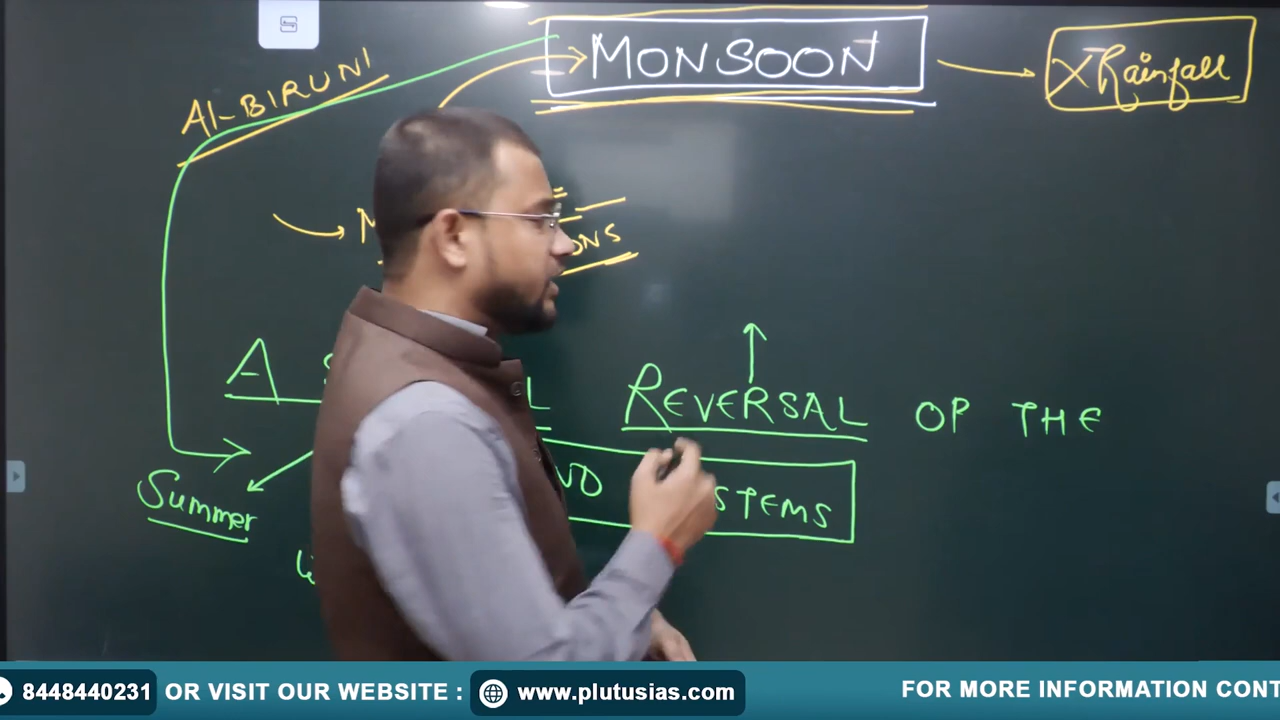 MONSOON
X Rainfall
AL-BIRUNI
A REVERSAL OF THE
Summer
8448440231 OR VISIT OUR WEBSITE : www.plutusias.com FOR MORE INFORMATION CONT